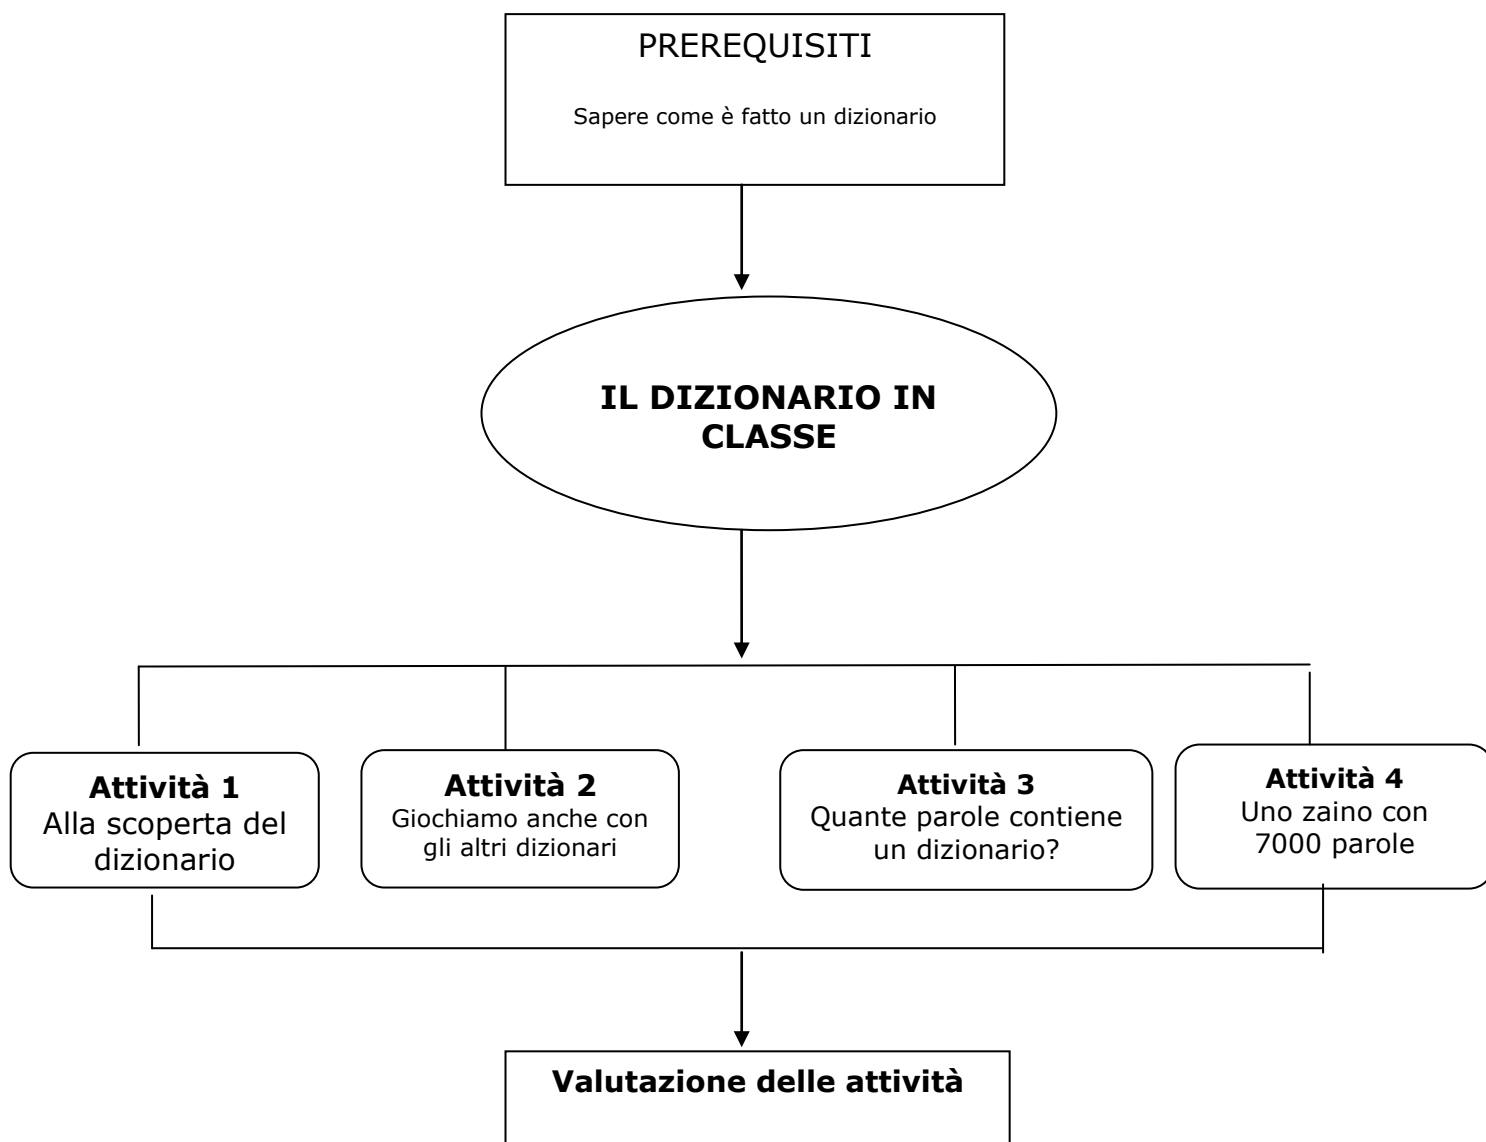 PREREQUISITI
Sapere come è fatto un dizionario
IL DIZIONARIO IN
CLASSE
Attività 1
Alla scoperta del
dizionario
Attività 2
Giochiamo anche con
gli altri dizionari
Attività 3
Quante parole contiene
un dizionario?
Attività 4
Uno zaino con
7000 parole
Valutazione delle attività